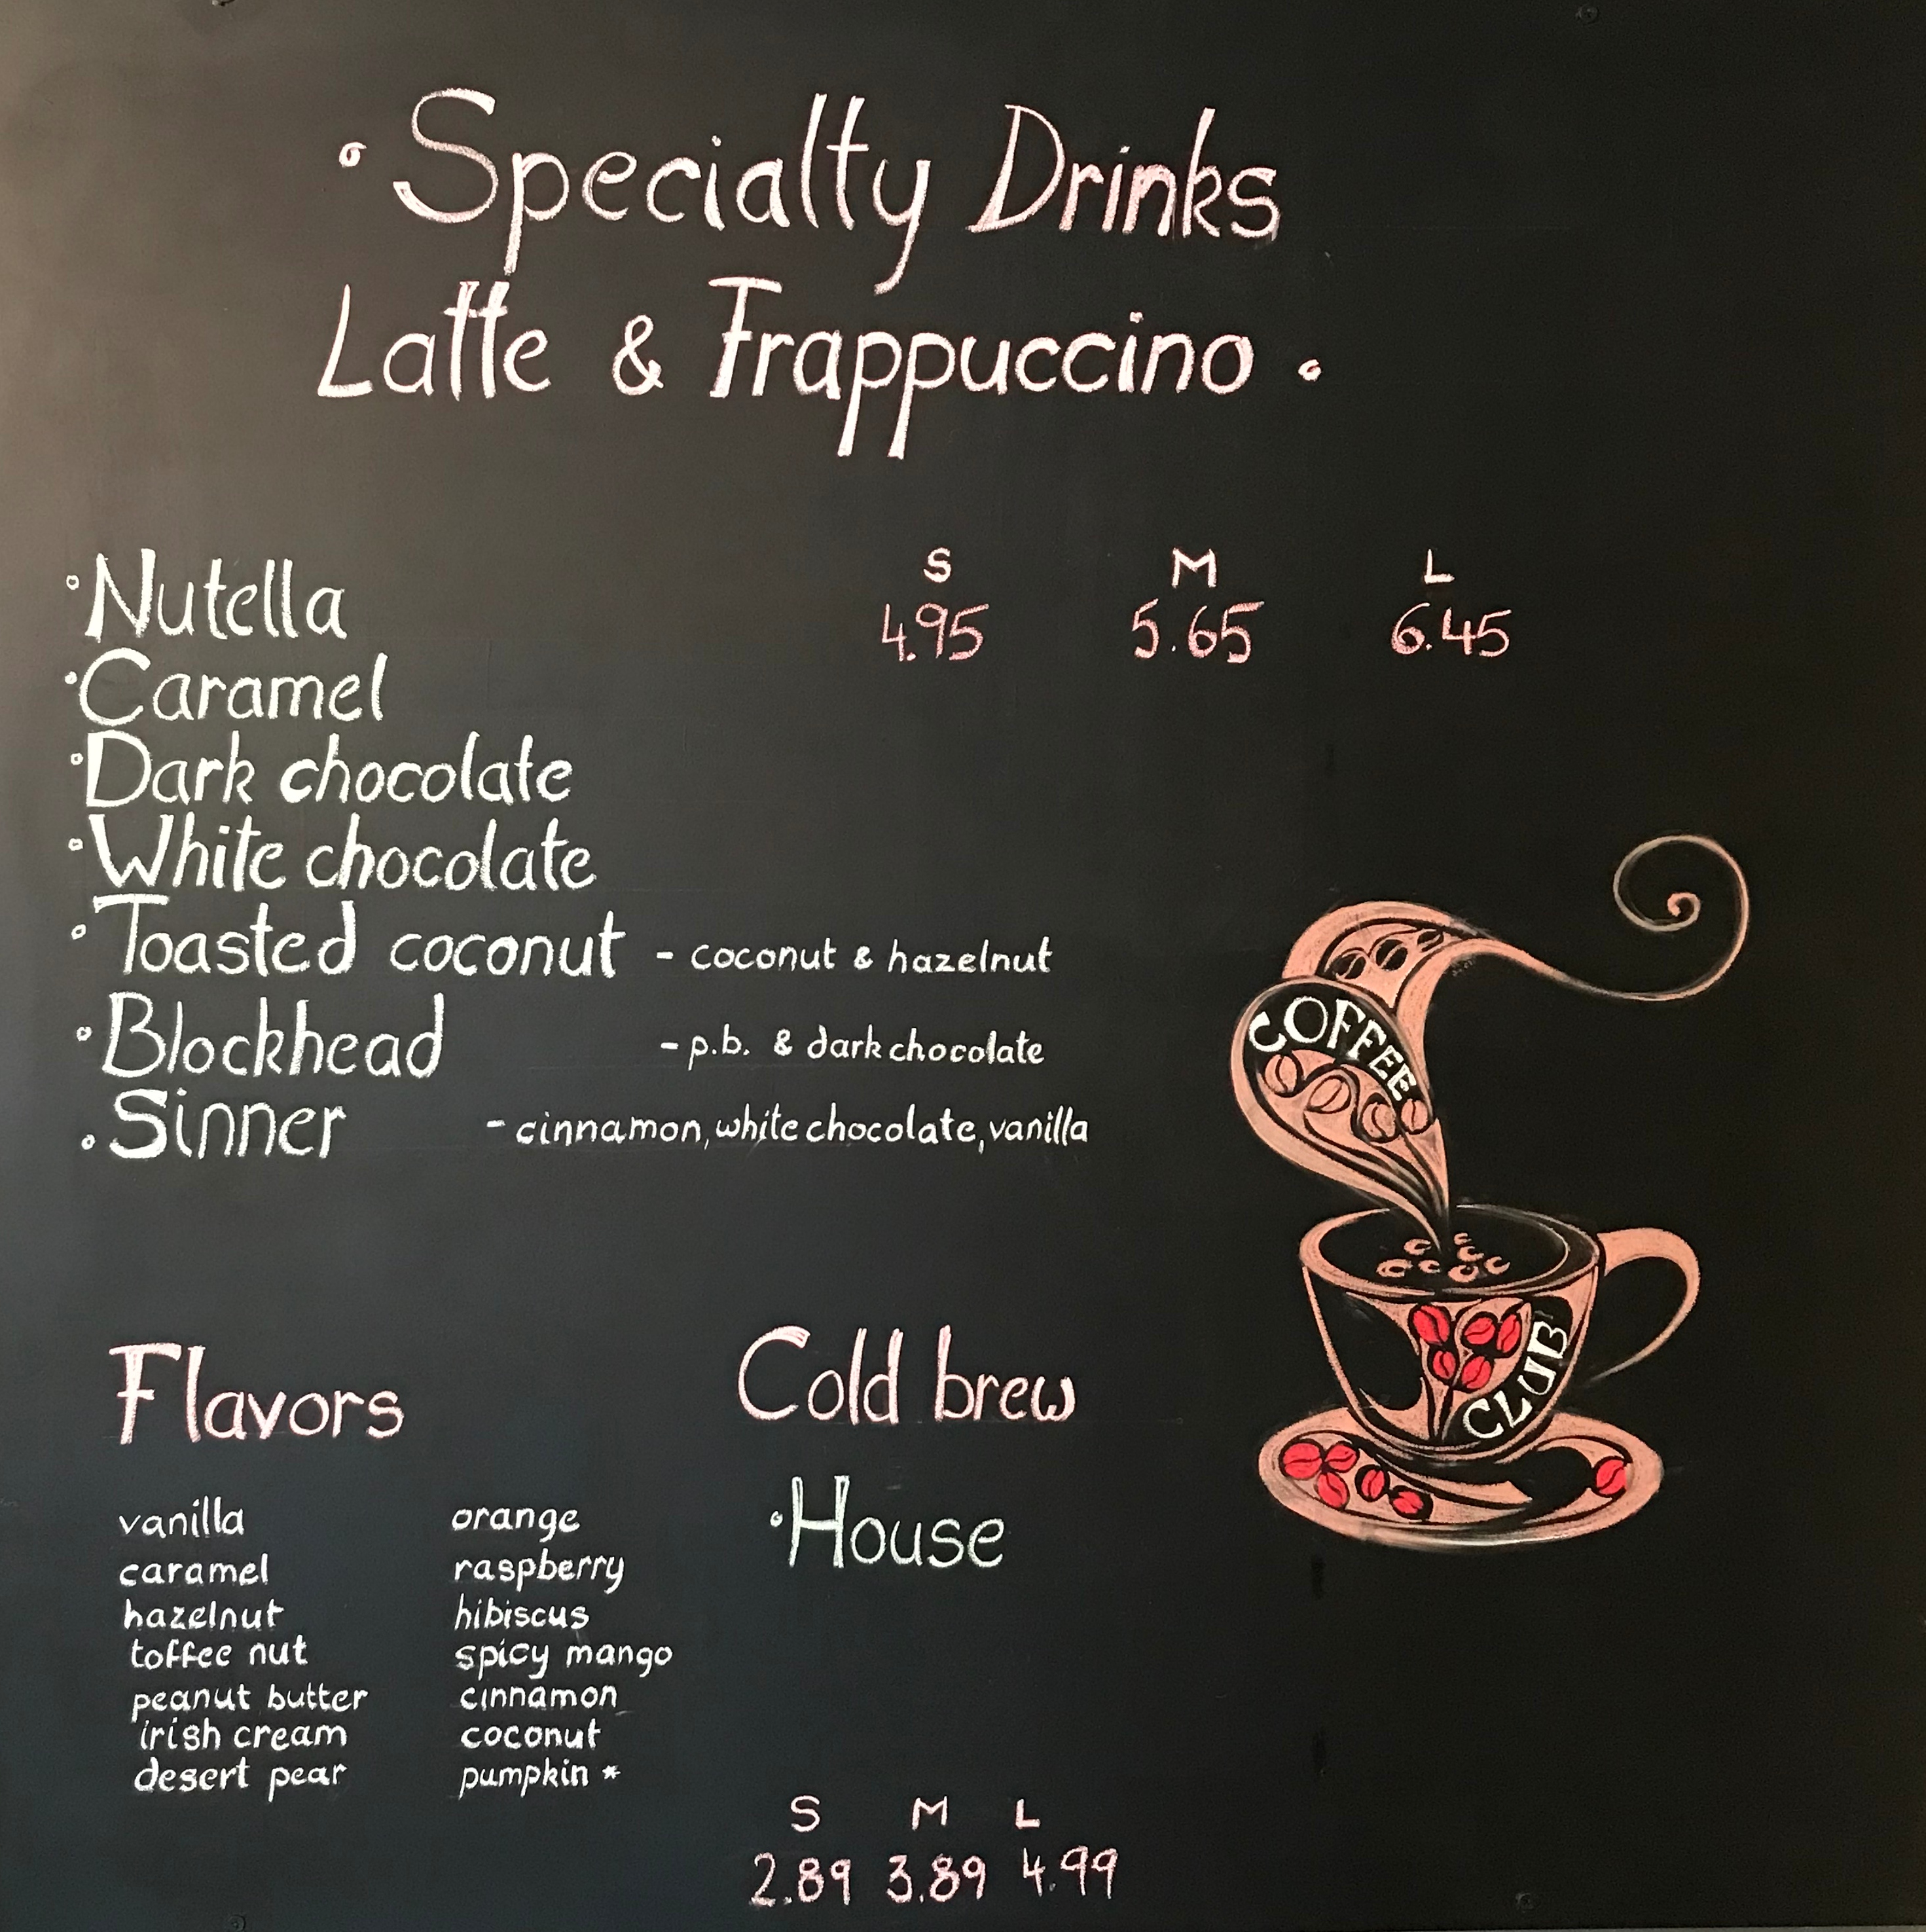 Specialty Drinks
Latte & Frappuccino
S M L
4.95 5.65 6.45
Nutella
Caramel
Dark chocolate
White chocolate
Toasted coconut - coconut & hazelnut
Blockhead - p.b. & dark chocolate
Sinner - cinnamon, white chocolate, vanilla
COFFEE
CLUB
Flavors
vanilla
caramel
hazelnut
toffee nut
peanut butter
irish cream
desert pear
orange
raspberry
hibiscus
spicy mango
cinnamon
coconut
pumpkin *
Cold brew
House
S M L
2.89 3.89 4.99